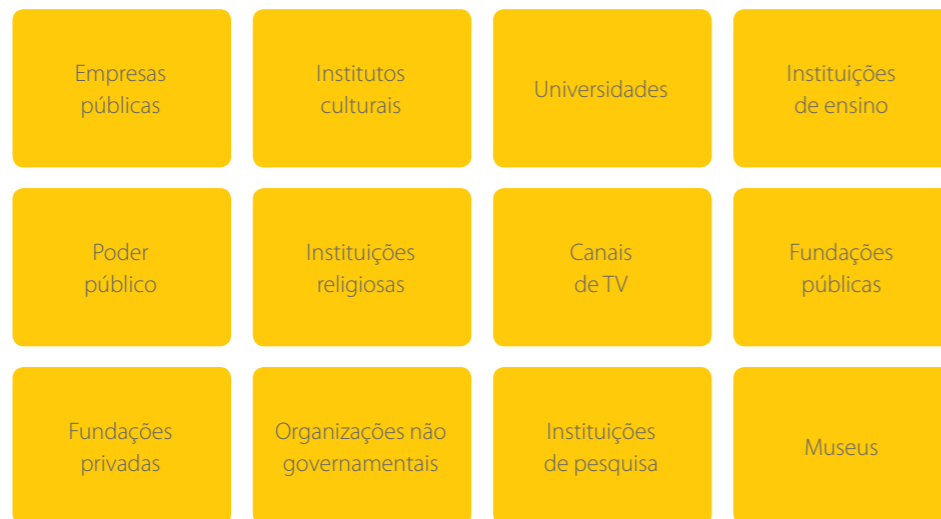 Empresas
públicas
Institutos
culturais
Universidades
Instituições
de ensino
Poder
público
Instituições
religiosas
Canais
de TV
Fundações
públicas
Fundações
privadas
Organizações não
governamentais
Instituições
de pesquisa
Museus